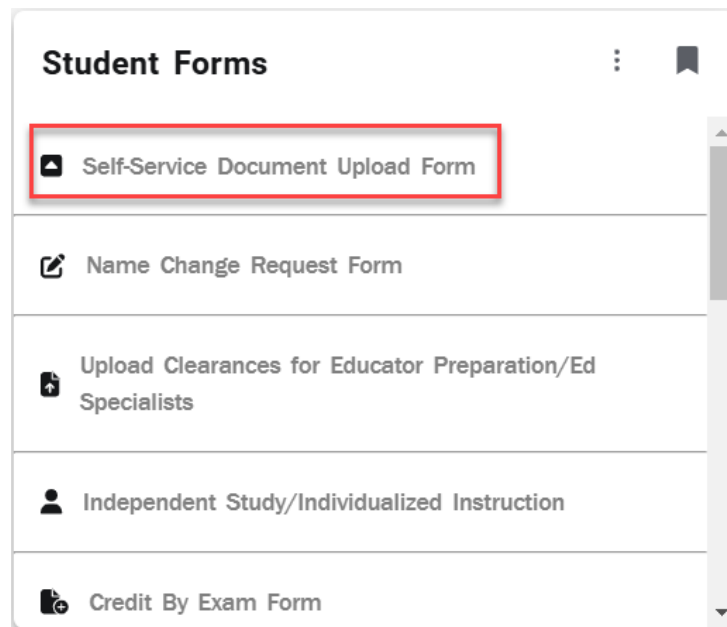 Student Forms
Self-Service Document Upload Form
Name Change Request Form
Upload Clearances for Educator Preparation/Ed
Specialists
Independent Study/Individualized Instruction
Credit By Exam Form